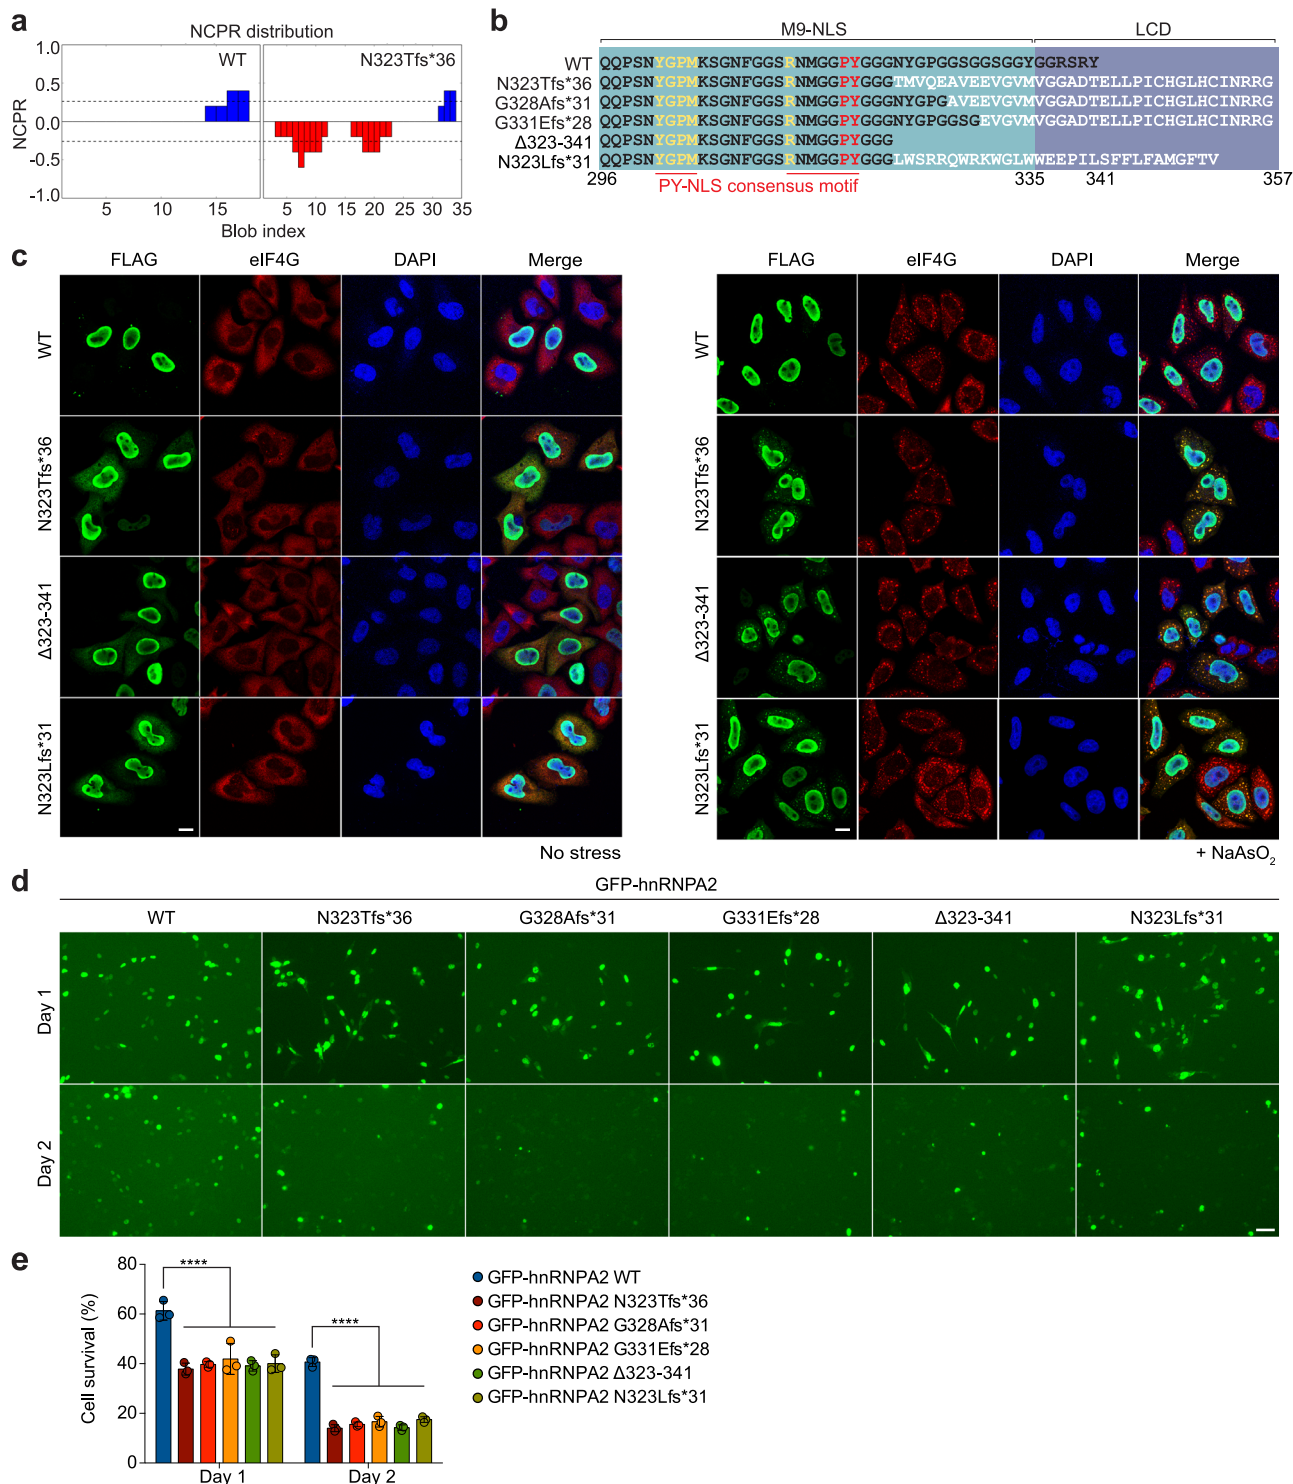 a
NCPR distribution
WT
N323Tfs*36
1.0
0.5
0.0
-0.5
-1.0
NCPR
5 10 15
5 10 15 20 25 30 35
Blob index
b
M9-NLS
LCD
WT QQPSNYGPMKSGNFGGSRNMGGPYGGGNYGPGGSGGSGGYGGRSRY
N323Tfs*36 QQPSNYGPMKSGNFGGSRNMGGPYGGGTMVQEAVEEVGVMVGGADTELLPICHGLHCINRRG
G328Afs*31 QQPSNYGPMKSGNFGGSRNMGGPYGGGNYGPGAVEEVGVMVGGADTELLPICHGLHCINRRG
G331Efs*28 QQPSNYGPMKSGNFGGSRNMGGPYGGGNYGPGGSGEVGVMVGGADTELLPICHGLHCINRRG
Δ323-341 QQPSNYGPMKSGNFGGSRNMGGPYGGG
N323Lfs*31 QQPSNYGPMKSGNFGGSRNMGGPYGGGLWSRRQWRKWGLWWEEPILSFFLFAMGFTV
296 335 341 357
PY-NLS consensus motif
c
FLAG eIF4G DAPI Merge
WT
N323Tfs*36
Δ323-341
N323Lfs*31
No stress
FLAG eIF4G DAPI Merge
WT
N323Tfs*36
Δ323-341
N323Lfs*31
+ NaAsO2
d
GFP-hnRNPA2
WT N323Tfs*36 G328Afs*31 G331Efs*28 Δ323-341 N323Lfs*31
Day 1
Day 2
e
Cell survival (%)
80
60
40
20
0
****
****
Day 1 Day 2
GFP-hnRNPA2 WT
GFP-hnRNPA2 N323Tfs*36
GFP-hnRNPA2 G328Afs*31
GFP-hnRNPA2 G331Efs*28
GFP-hnRNPA2 Δ323-341
GFP-hnRNPA2 N323Lfs*31